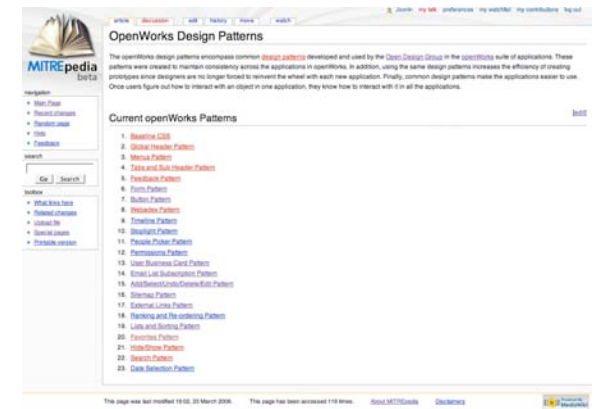 Joonin my talk preferences my watchlist my contributions log out
article discussion edit history move watch
MITREpedia
beta
OpenWorks Design Patterns
The openWorks design patterns encompass common design patterns developed and used by the Open Design Group in the openWorks suite of applications. These
patterns were created to maintain consistency across the applications in openWorks. In addition, using the same design patterns increases the efficiency of creating
prototypes since designers are no longer forced to reinvent the wheel with each new application. Finally, common design patterns make the applications easier to use.
Once users figure out how to interact with an object in one application, they know how to interact with it in all the applications.
navigation
Main Page
Recent changes
Random page
Help
Feedback
search
Go Search
toolbox
What links here
Related changes
Upload file
Special pages
Printable version
[edit]
Current openWorks Patterns
1. Baseline CSS
2. Global Header Pattern
3. Menus Pattern
4. Tabs and Sub Header Pattern
5. Feedback Pattern
6. Form Pattern
7. Button Pattern
8. Webadex Pattern
9. Timeline Pattern
10. Stoplight Pattern
11. People Picker Pattern
12. Permissions Pattern
13. User Business Card Pattern
14. Email List Subscription Pattern
15. Add/Select/Undo/Delete/Edit Pattern
16. Sitemap Pattern
17. External Links Pattern
18. Ranking and Re-ordering Pattern
19. Lists and Sorting Pattern
20. Favorites Pattern
21. Hide/Show Pattern
22. Search Pattern
23. Date Selection Pattern
This page was last modified 19:02, 23 March 2006. This page has been accessed 118 times. About MITREpedia Disclaimers
Powered By MediaWiki